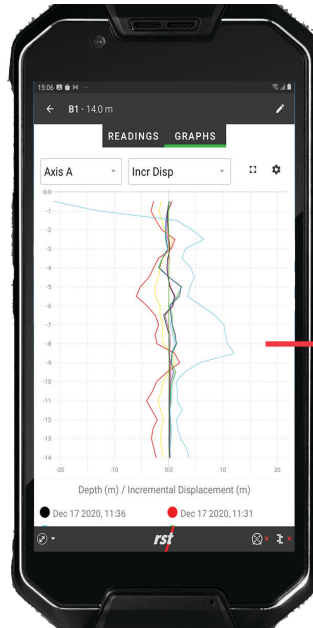 15:06
B1 · 14.0 m
READINGS GRAPHS
Axis A Incr Disp
-0.0
-1
-2
-3
-4
-5
-6
-7
-8
-9
-10
-11
-12
-13
-14
-20 -10 0.0 10 20
Depth (m) / Incremental Displacement (m)
Dec 17 2020, 11:36 Dec 17 2020, 11:31
rst